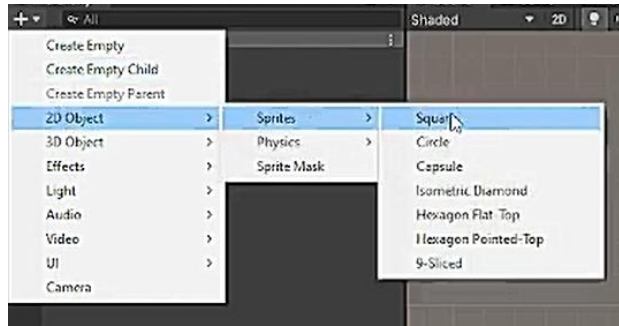 All
Shaded
2D
Create Empty
Create Empty Child
Create Empty Parent
2D Object
3D Object
Effects
Light
Audio
Video
UI
Camera
Sprites
Physics
Sprite Mask
Square
Circle
Capsule
Isometric Diamond
Hexagon Flat-Top
Hexagon Pointed-Top
9-Sliced